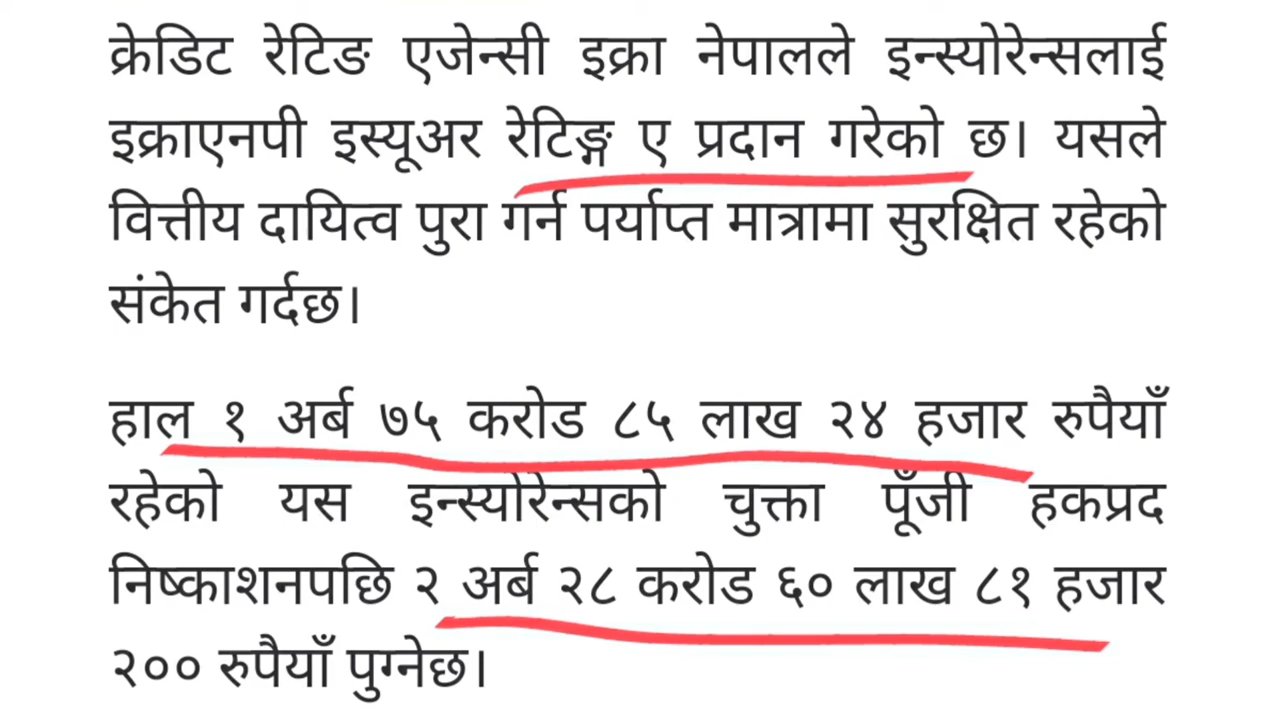 क्रेडिट रेटिङ एजेन्सी इक्रा नेपालले इन्स्योरेन्सलाई
इक्राएनपी इस्यूअर रेटिङ्ग ए प्रदान गरेको छ। यसले
वित्तीय दायित्व पुरा गर्न पर्याप्त मात्रामा सुरक्षित रहेको
संकेत गर्दछ।
हाल १ अर्ब ७५ करोड ८५ लाख २४ हजार रुपैयाँ
रहेको यस इन्स्योरेन्सको चुक्ता पूँजी हकप्रद
निष्काशनपछि २ अर्ब २८ करोड ६० लाख ८१ हजार
२०० रुपैयाँ पुग्नेछ।